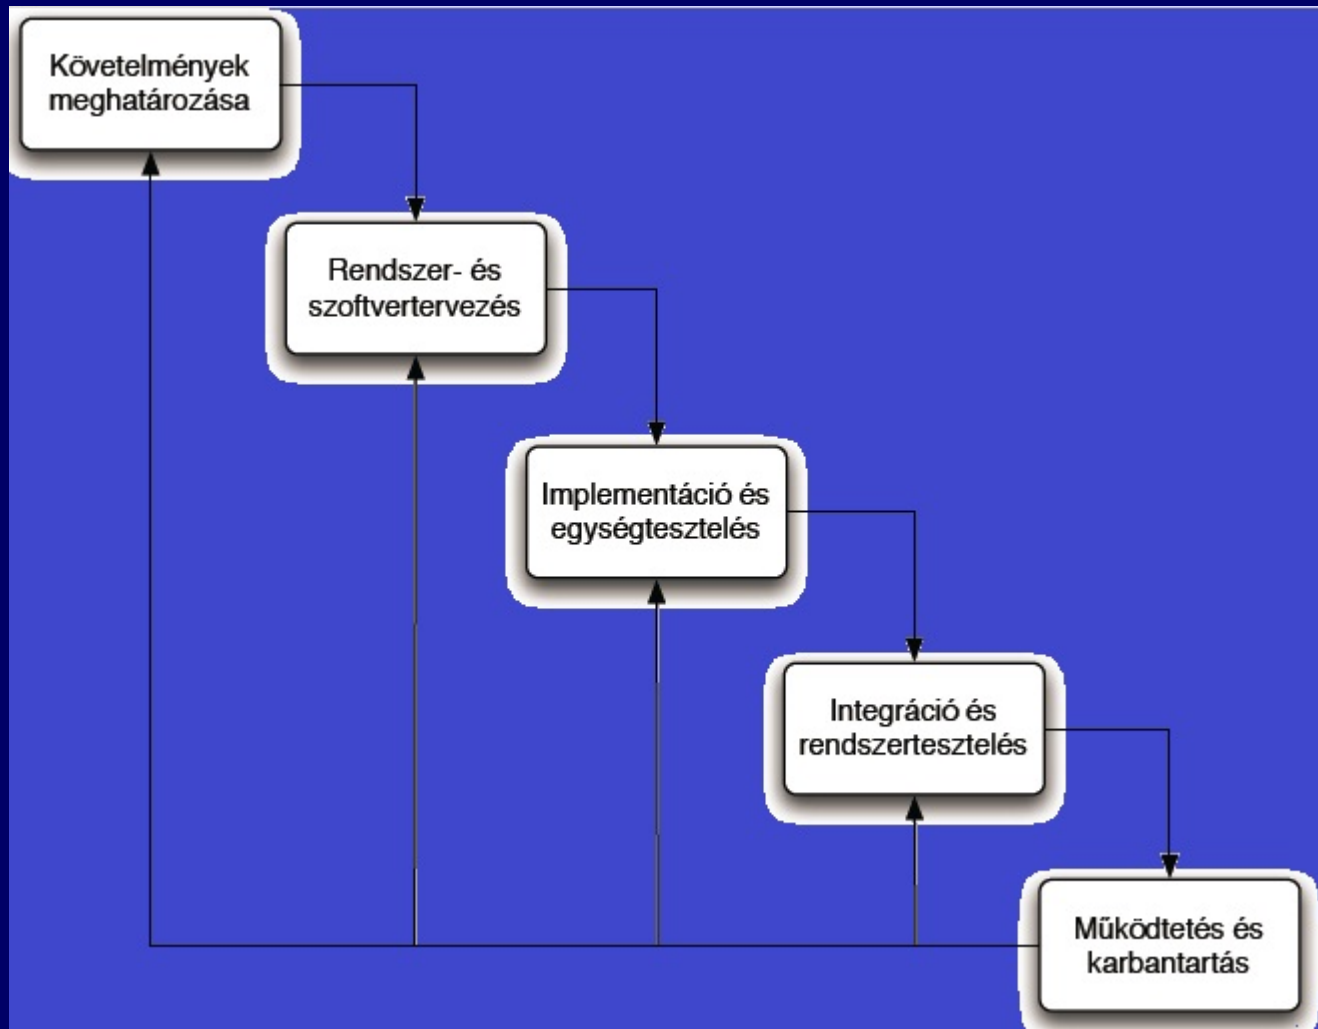 Követelmények
meghatározása
Rendszer- és
szoftvertervezés
Implementáció és
egységtesztelés
Integráció és
rendszertesztelés
Működtetés és
karbantartás